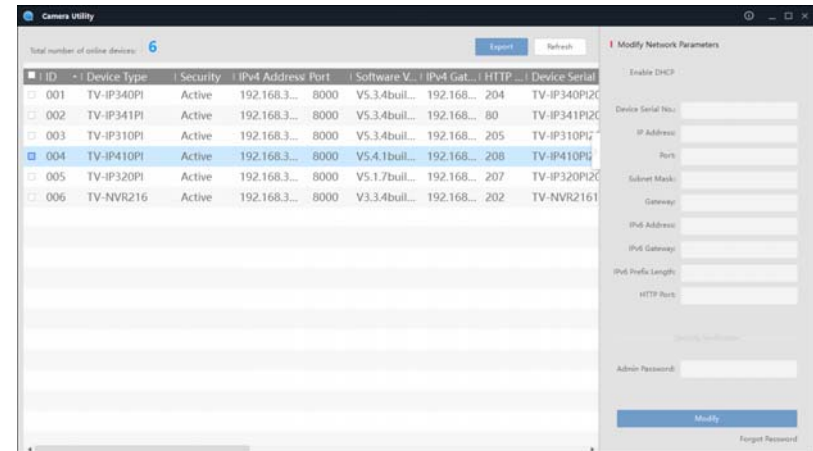 Camera Utility
Total number of online devices: 6
Export
Refresh
ID Device Type Security IPv4 Address Port Software V... IPv4 Gat... HTTP ... Device Serial
001 TV-IP340PI Active 192.168.3... 8000 V5.3.4buil... 192.168... 204 TV-IP340PI20
002 TV-IP341PI Active 192.168.3... 8000 V5.3.4buil... 192.168... 80 TV-IP341PI20
003 TV-IP310PI Active 192.168.3... 8000 V5.3.4buil... 192.168... 205 TV-IP310PI2
004 TV-IP410PI Active 192.168.3... 8000 V5.4.1buil... 192.168... 208 TV-IP410PI2
005 TV-IP320PI Active 192.168.3... 8000 V5.1.7buil... 192.168... 207 TV-IP320PI20
006 TV-NVR216 Active 192.168.3... 8000 V3.3.4buil... 192.168... 202 TV-NVR2161
Modify Network Parameters
Enable DHCP
Device Serial No.:
IP Address:
Port:
Subnet Mask:
Gateway:
IPv6 Address:
IPv6 Gateway:
IPv6 Prefix Length:
HTTP Port:
Admin Password:
Modify
Forgot Password